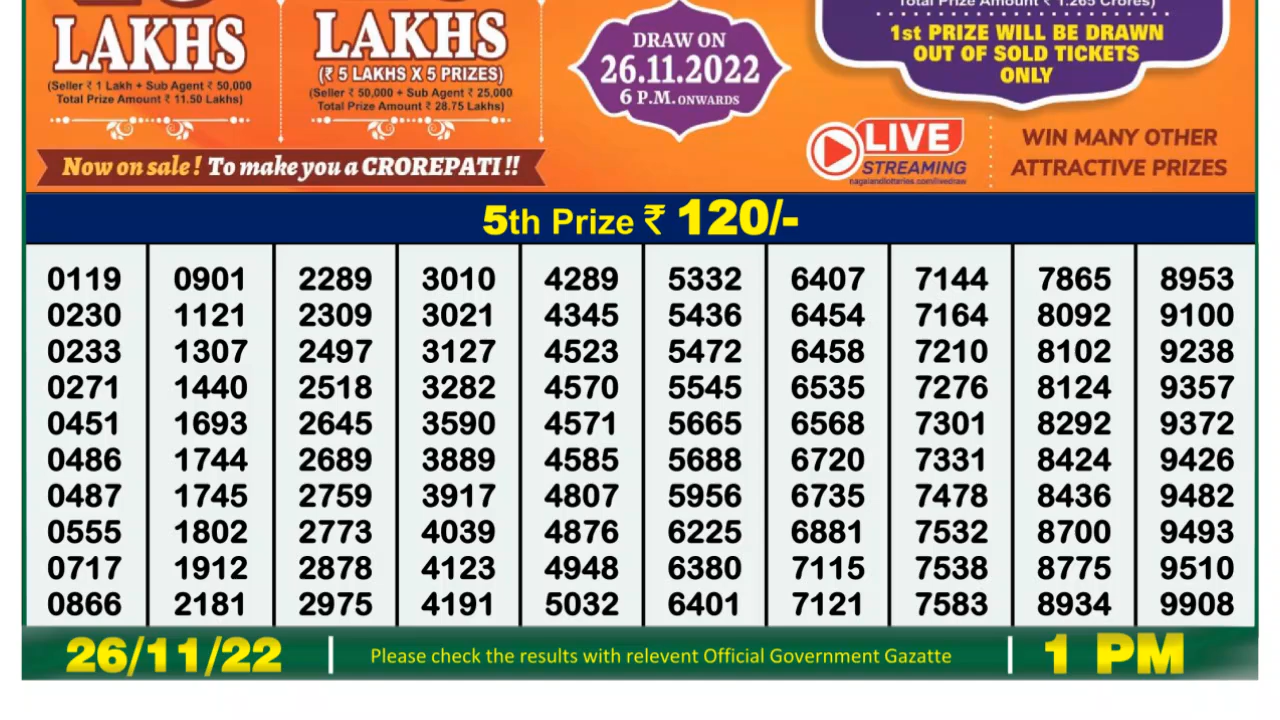 Total Prize Amount ₹ 1.265 Crores)
LAKHS
(Seller ₹ 1 Lakh + Sub Agent ₹ 50,000
Total Prize Amount ₹ 11.50 Lakhs)
LAKHS
(₹ 5 LAKHS X 5 PRIZES)
(Seller ₹ 50,000 + Sub Agent ₹ 25,000
Total Prize Amount ₹ 28.75 Lakhs)
DRAW ON
26.11.2022
6 P.M. ONWARDS
1st PRIZE WILL BE DRAWN
OUT OF SOLD TICKETS
ONLY
Now on sale! To make you a CROREPATI !!
LIVE
STREAMING
nagalandlotteries.com/livedraw
WIN MANY OTHER
ATTRACTIVE PRIZES
5th Prize ₹ 120/-
0119 0901 2289 3010 4289 5332 6407 7144 7865 8953
0230 1121 2309 3021 4345 5436 6454 7164 8092 9100
0233 1307 2497 3127 4523 5472 6458 7210 8102 9238
0271 1440 2518 3282 4570 5545 6535 7276 8124 9357
0451 1693 2645 3590 4571 5665 6568 7301 8292 9372
0486 1744 2689 3889 4585 5688 6720 7331 8424 9426
0487 1745 2759 3917 4807 5956 6735 7478 8436 9482
0555 1802 2773 4039 4876 6225 6881 7532 8700 9493
0717 1912 2878 4123 4948 6380 7115 7538 8775 9510
0866 2181 2975 4191 5032 6401 7121 7583 8934 9908
26/11/22 | Please check the results with relevent Official Government Gazatte | 1 PM